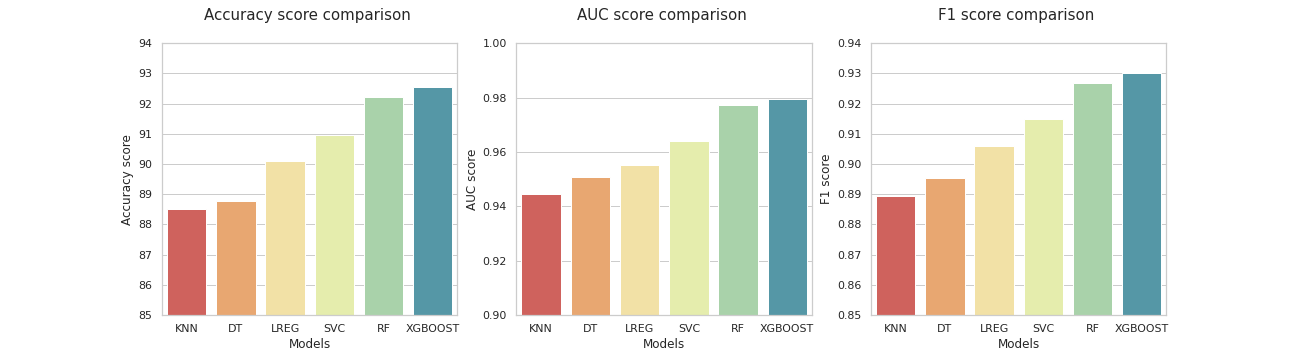 Accuracy score comparison
94
93
92
91
90
89
88
87
86
85
Accuracy score
KNN DT LREG SVC RF XGBOOST
Models
AUC score comparison
1.00
0.98
0.96
0.94
0.92
0.90
AUC score
KNN DT LREG SVC RF XGBOOST
Models
F1 score comparison
0.94
0.93
0.92
0.91
0.90
0.89
0.88
0.87
0.86
0.85
F1 score
KNN DT LREG SVC RF XGBOOST
Models